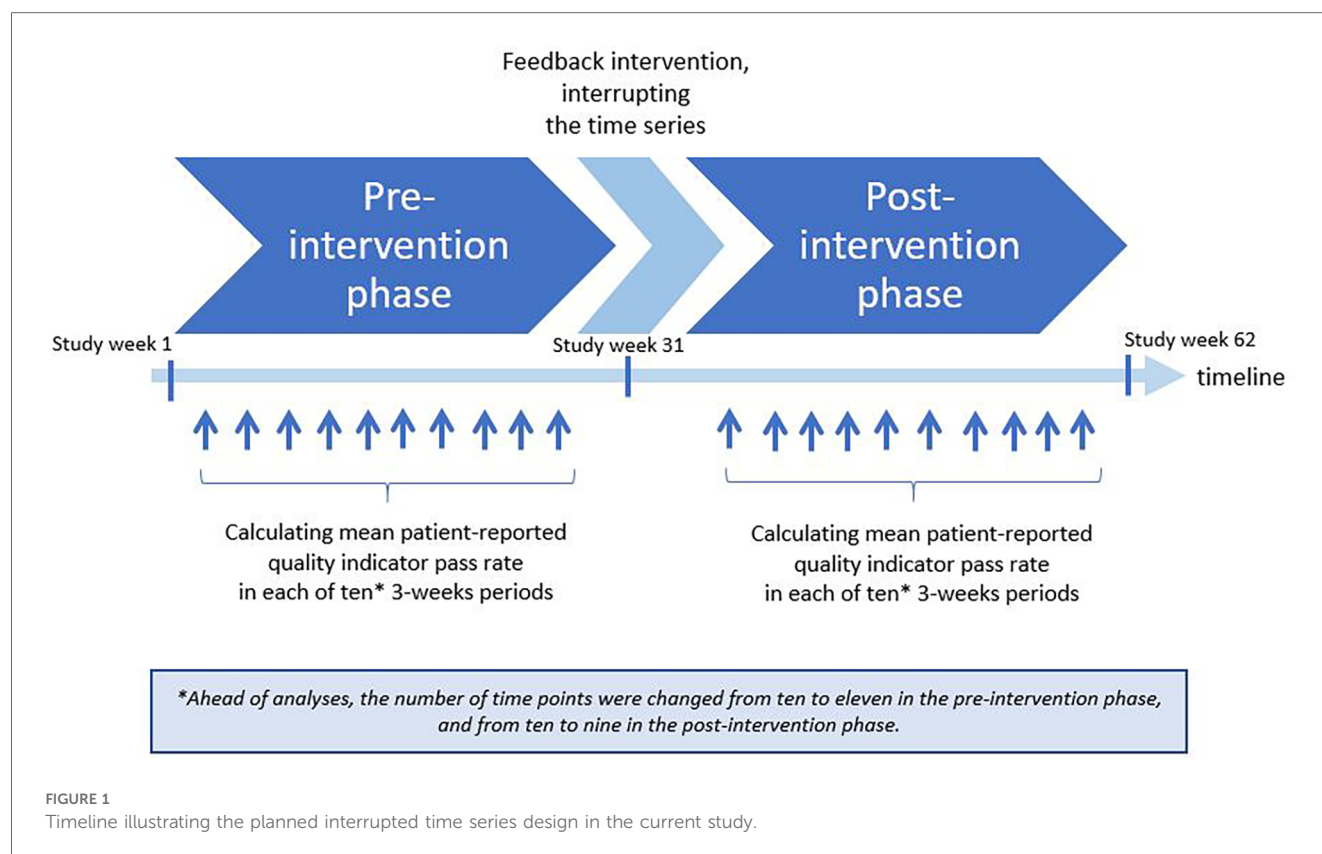 Feedback intervention,
interrupting
the time series
Pre-
intervention
phase
Post-
intervention
phase
Study week 1
Study week 31
Study week 62
timeline
Calculating mean patient-reported
quality indicator pass rate
in each of ten* 3-weeks periods
Calculating mean patient-reported
quality indicator pass rate
in each of ten* 3-weeks periods
*Ahead of analyses, the number of time points were changed from ten to eleven in the pre-intervention phase,
and from ten to nine in the post-intervention phase.
FIGURE 1
Timeline illustrating the planned interrupted time series design in the current study.